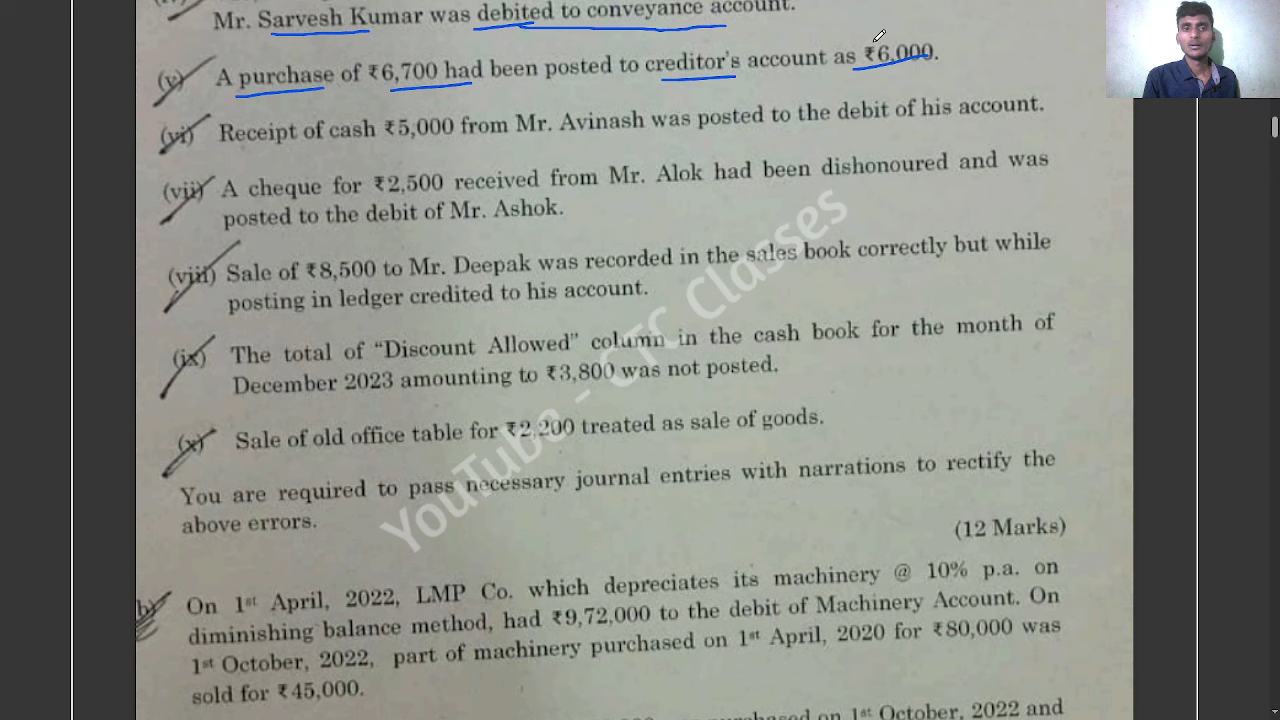 Mr. Sarvesh Kumar was debited to conveyance account.
(v) A purchase of ₹6,700 had been posted to creditor's account as ₹6,000.
(vi) Receipt of cash ₹5,000 from Mr. Avinash was posted to the debit of his account.
(vii) A cheque for ₹2,500 received from Mr. Alok had been dishonoured and was
posted to the debit of Mr. Ashok.
(viii) Sale of ₹8,500 to Mr. Deepak was recorded in the sales book correctly but while
posting in ledger credited to his account.
(ix) The total of "Discount Allowed" column in the cash book for the month of
December 2023 amounting to ₹3,800 was not posted.
(x) Sale of old office table for ₹2,200 treated as sale of goods.
You are required to pass necessary journal entries with narrations to rectify the
above errors.
(12 Marks)
b) On 1st April, 2022, LMP Co. which depreciates its machinery @ 10% p.a. on
diminishing balance method, had ₹9,72,000 to the debit of Machinery Account. On
1st October, 2022, part of machinery purchased on 1st April, 2020 for ₹80,000 was
sold for ₹45,000.
on 1st October, 2022 and
YouTube - CTC Classes